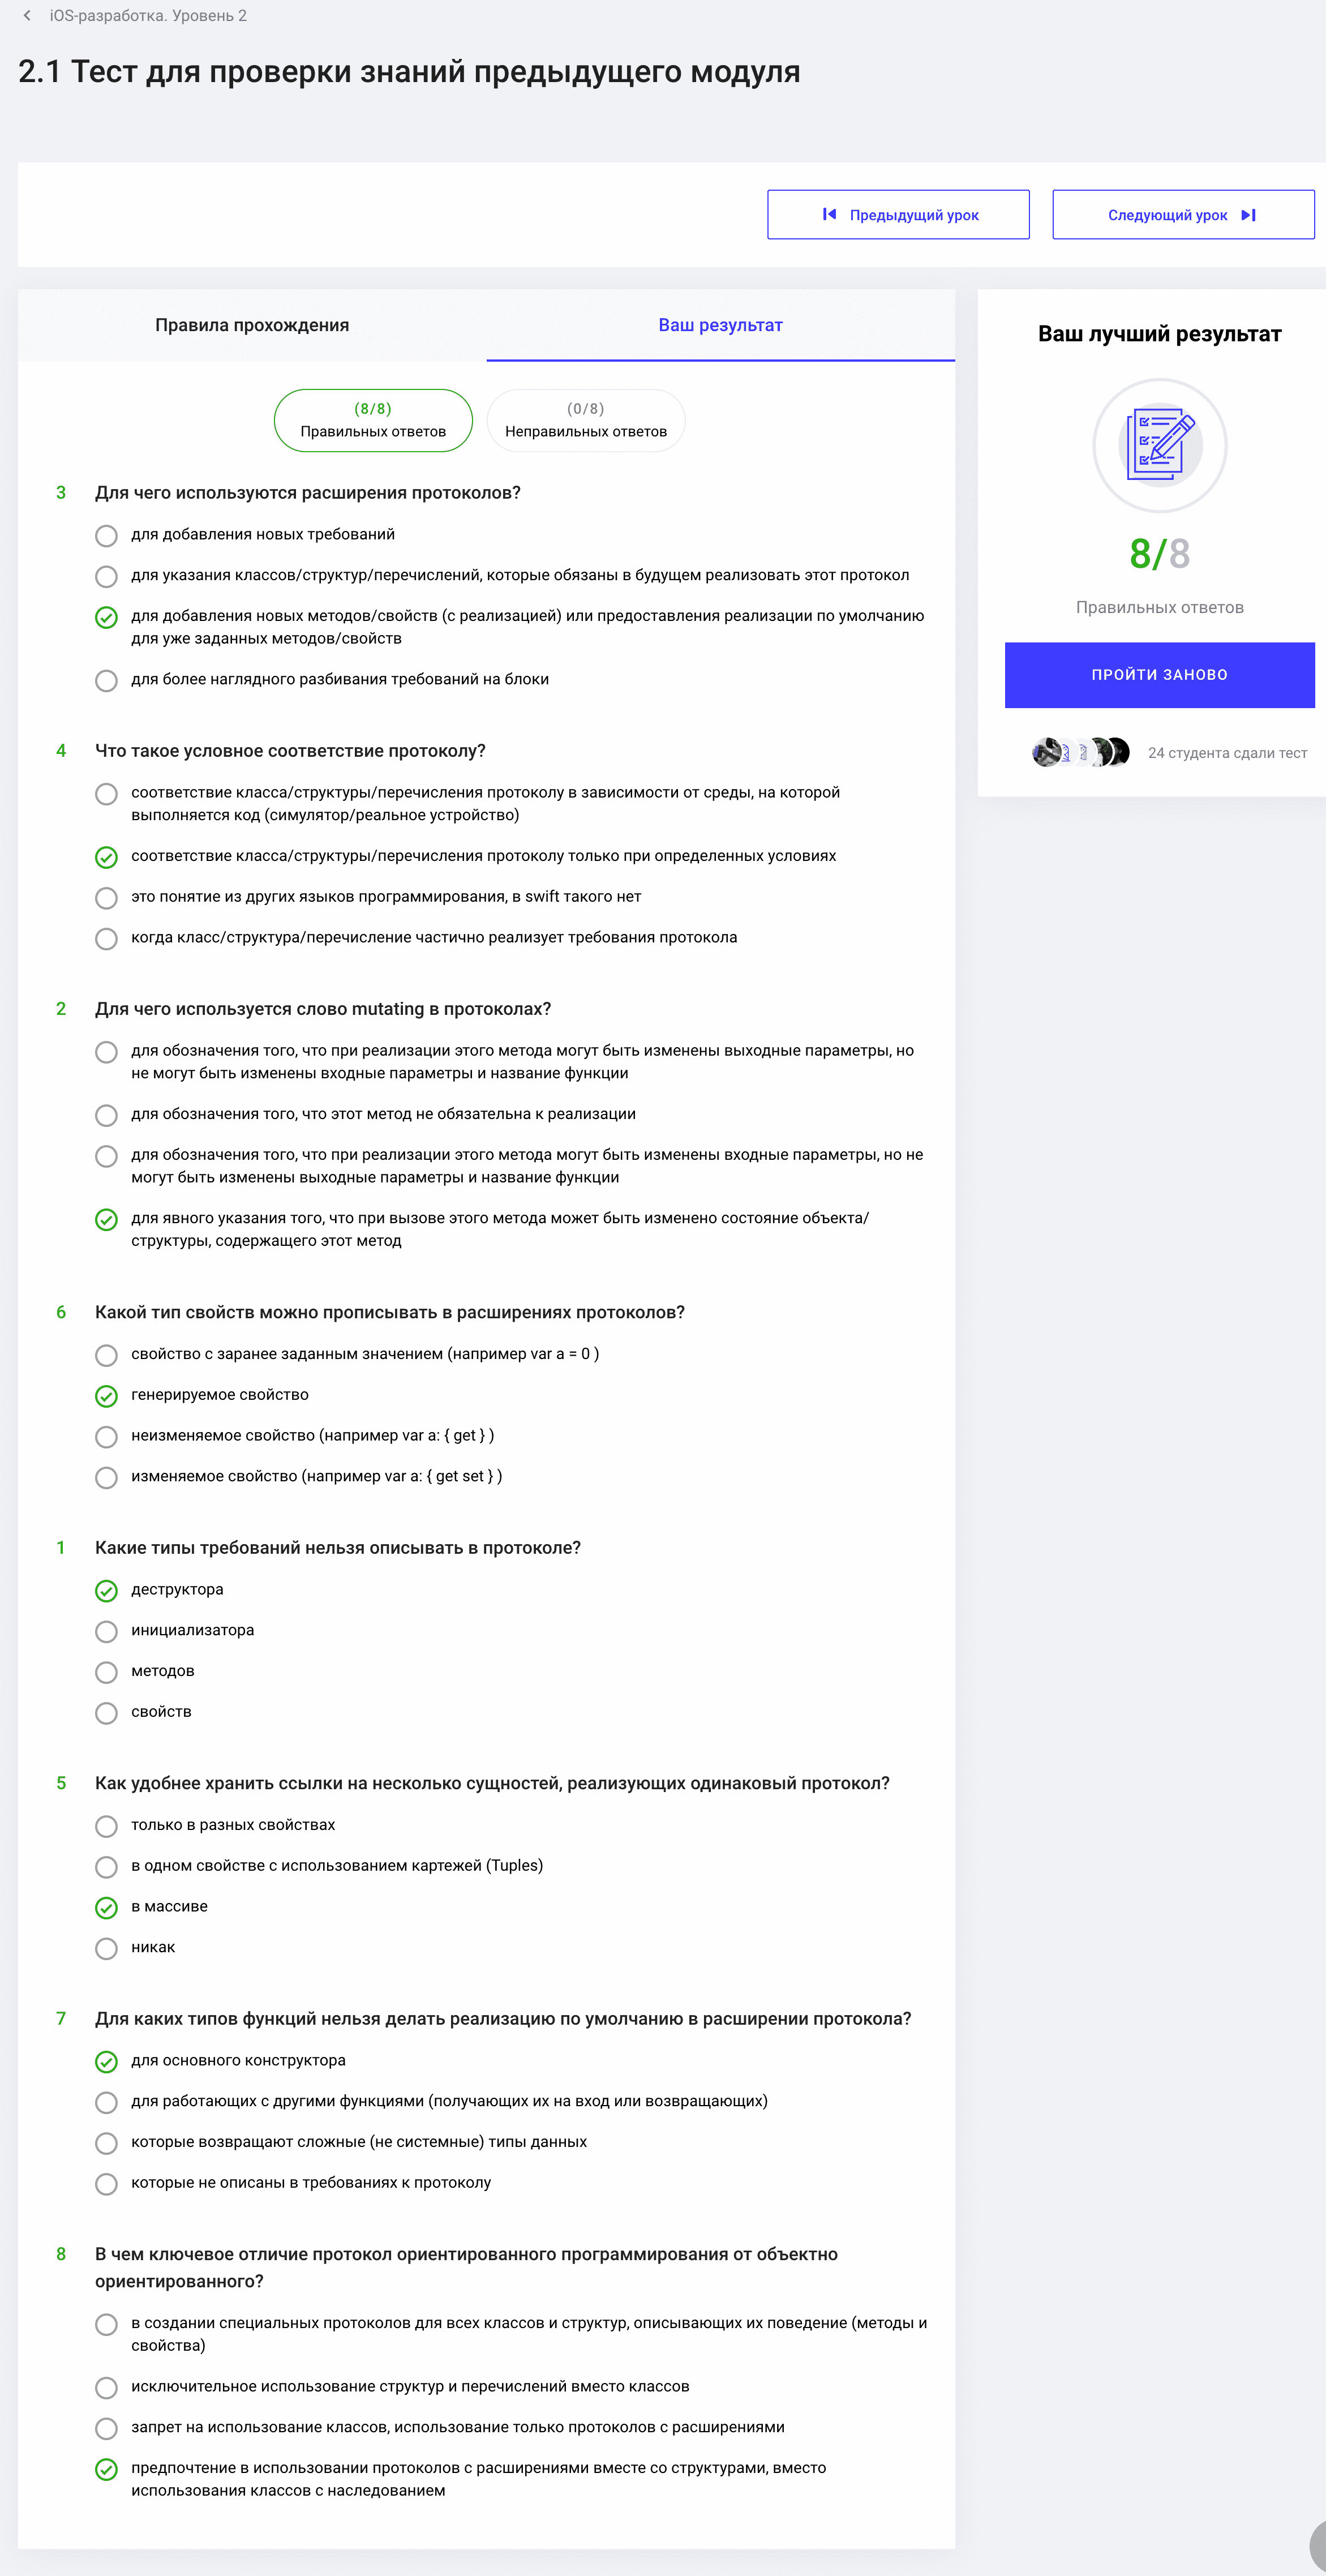 iOS-разработка. Уровень 2
2.1 Тест для проверки знаний предыдущего модуля
Предыдущий урок
Следующий урок
Правила прохождения
Ваш результат
(8/8)
Правильных ответов
(0/8)
Неправильных ответов
3 Для чего используются расширения протоколов?
для добавления новых требований
для указания классов/структур/перечислений, которые обязаны в будущем реализовать этот протокол
для добавления новых методов/свойств (с реализацией) или предоставления реализации по умолчанию
для уже заданных методов/свойств
для более наглядного разбивания требований на блоки
4 Что такое условное соответствие протоколу?
соответствие класса/структуры/перечисления протоколу в зависимости от среды, на которой
выполняется код (симулятор/реальное устройство)
соответствие класса/структуры/перечисления протоколу только при определенных условиях
это понятие из других языков программирования, в swift такого нет
когда класс/структура/перечисление частично реализует требования протокола
2 Для чего используется слово mutating в протоколах?
для обозначения того, что при реализации этого метода могут быть изменены выходные параметры, но
не могут быть изменены входные параметры и название функции
для обозначения того, что этот метод не обязательна к реализации
для обозначения того, что при реализации этого метода могут быть изменены входные параметры, но не
могут быть изменены выходные параметры и название функции
для явного указания того, что при вызове этого метода может быть изменено состояние объекта/
структуры, содержащего этот метод
6 Какой тип свойств можно прописывать в расширениях протоколов?
свойство с заранее заданным значением (например var a = 0 )
генерируемое свойство
неизменяемое свойство (например var a: { get } )
изменяемое свойство (например var a: { get set } )
1 Какие типы требований нельзя описывать в протоколе?
деструктора
инициализатора
методов
свойств
5 Как удобнее хранить ссылки на несколько сущностей, реализующих одинаковый протокол?
только в разных свойствах
в одном свойстве с использованием картежей (Tuples)
в массиве
никак
7 Для каких типов функций нельзя делать реализацию по умолчанию в расширении протокола?
для основного конструктора
для работающих с другими функциями (получающих их на вход или возвращающих)
которые возвращают сложные (не системные) типы данных
которые не описаны в требованиях к протоколу
8 В чем ключевое отличие протокол ориентированного программирования от объектно
ориентированного?
в создании специальных протоколов для всех классов и структур, описывающих их поведение (методы и
свойства)
исключительное использование структур и перечислений вместо классов
запрет на использование классов, использование только протоколов с расширениями
предпочтение в использовании протоколов с расширениями вместе со структурами, вместо
использования классов с наследованием
Ваш лучший результат
8/8
Правильных ответов
ПРОЙТИ ЗАНОВО
24 студента сдали тест